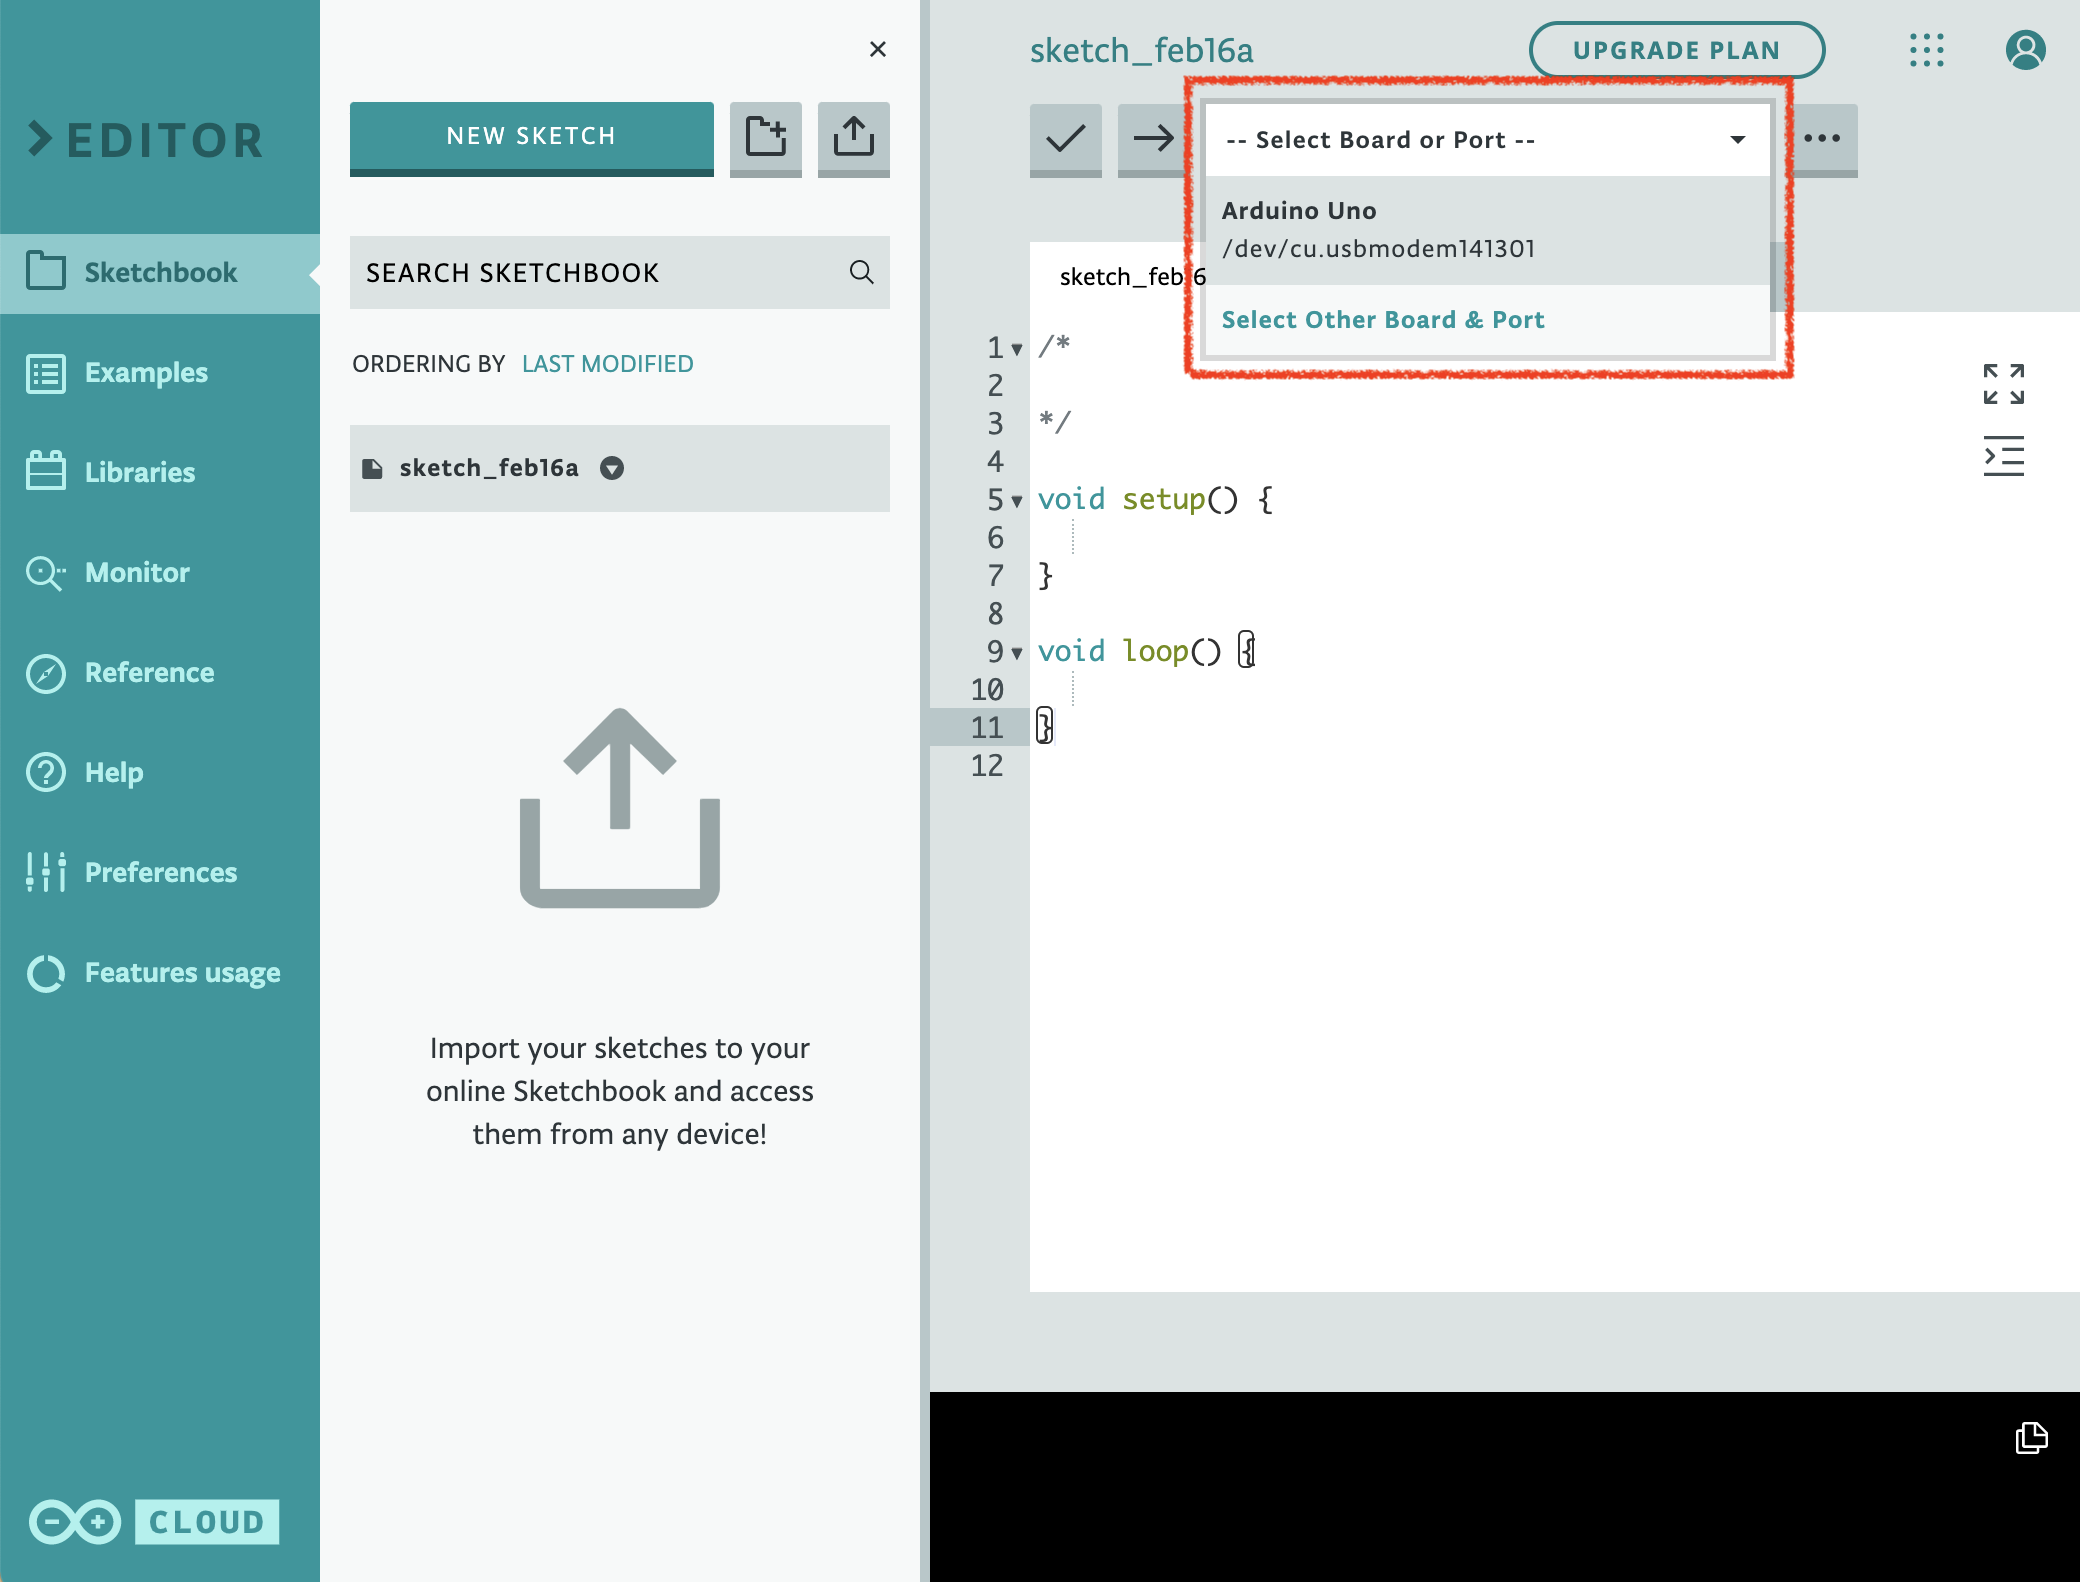 EDITOR
Sketchbook
Examples
Libraries
Monitor
Reference
Help
Preferences
Features usage
CLOUD
NEW SKETCH
SEARCH SKETCHBOOK
ORDERING BY LAST MODIFIED
sketch_feb16a
Import your sketches to your
online Sketchbook and access
them from any device!
sketch_feb16a
UPGRADE PLAN
-- Select Board or Port --
Arduino Uno
/dev/cu.usbmodem141301
Select Other Board & Port
sketch_feb16
1 /*
2
3 */
4
5 void setup() {
6
7 }
8
9 void loop() {
10
11 }
12